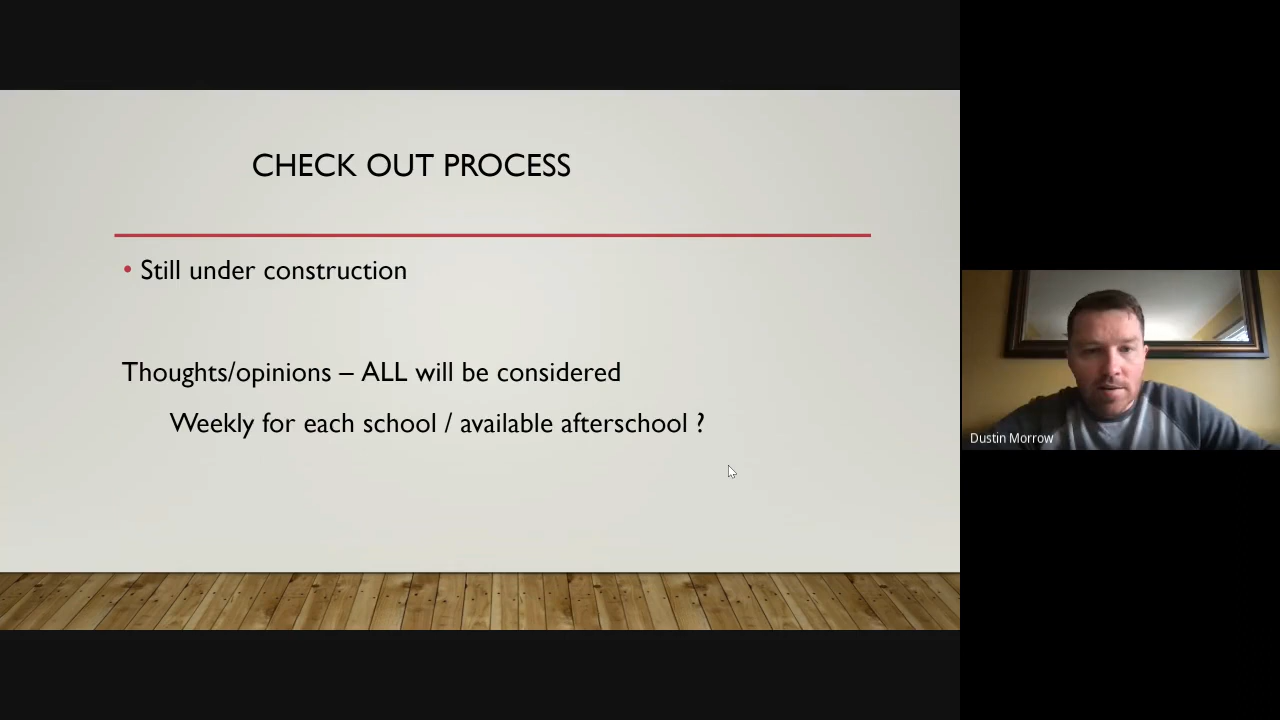 CHECK OUT PROCESS
• Still under construction
Thoughts/opinions – ALL will be considered
Weekly for each school / available afterschool ?
Dustin Morrow